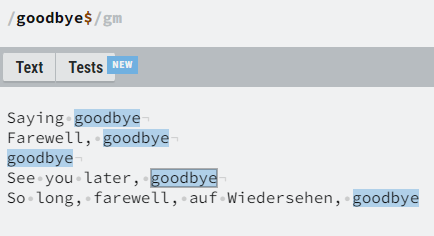 /goodbye$/gm
Text Tests NEW
Saying goodbye
Farewell, goodbye
goodbye
See you later, goodbye
So long, farewell, auf Wiedersehen, goodbye